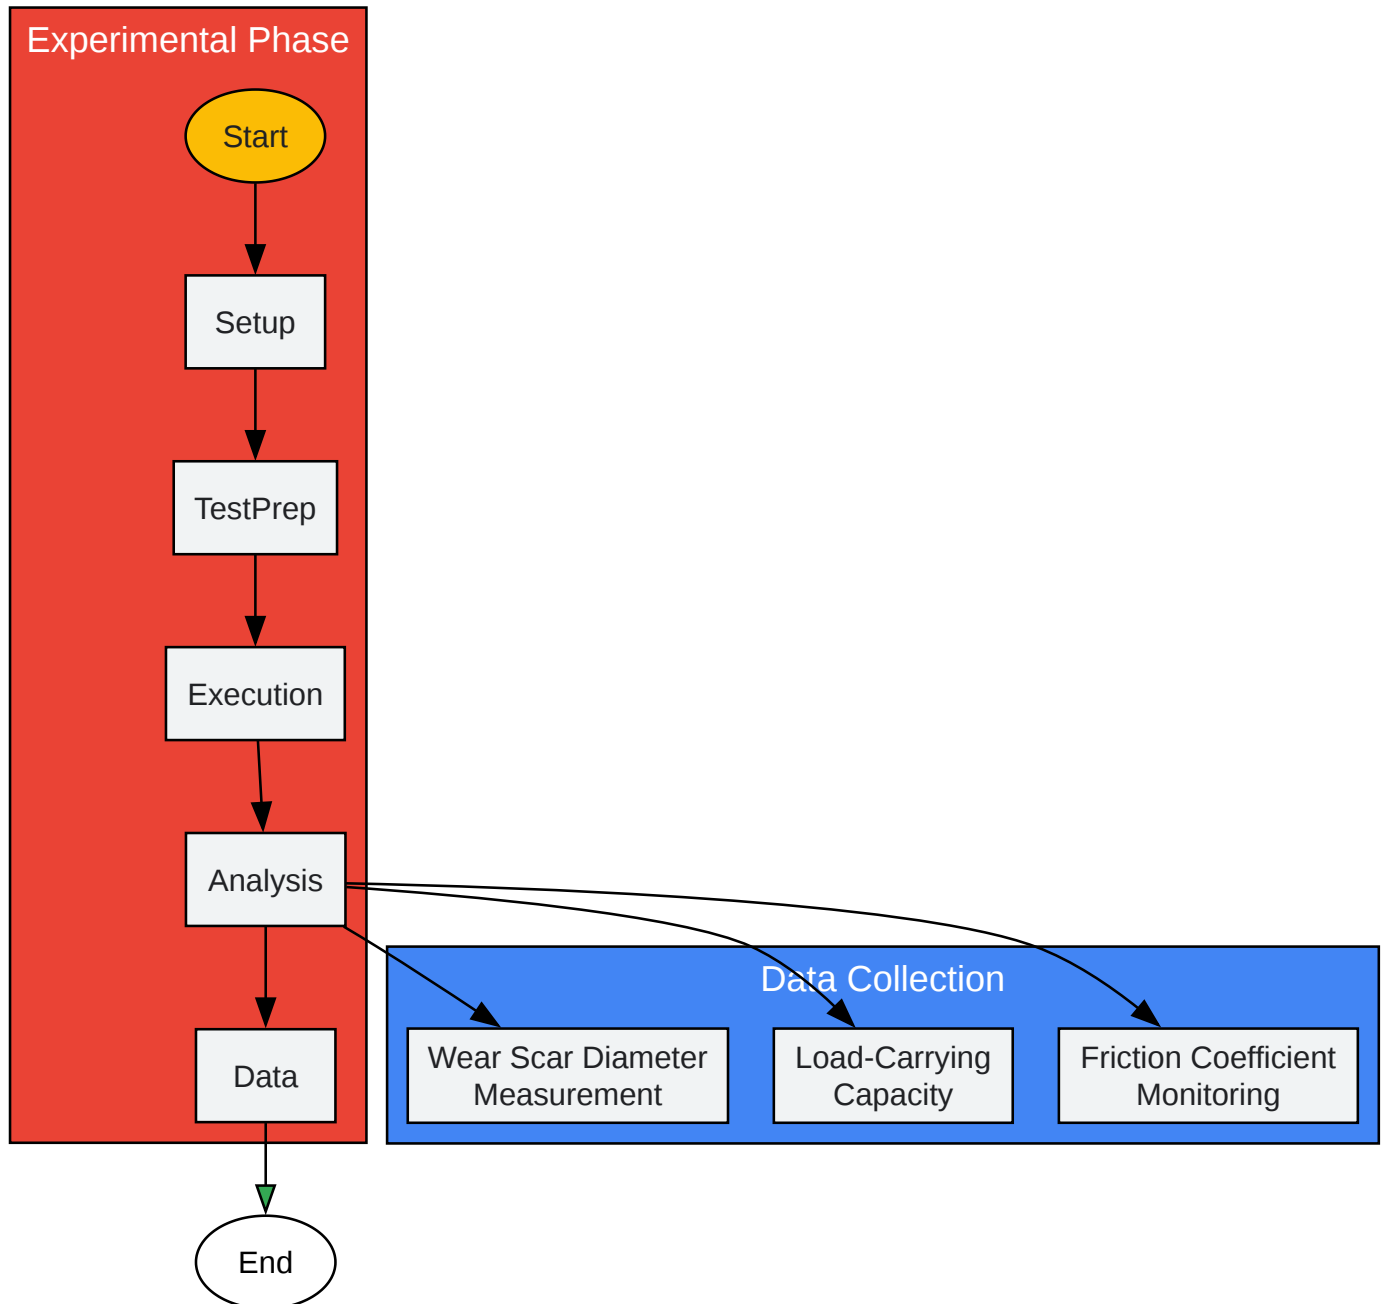 Experimental Phase
Start
Setup
TestPrep
Execution
Analysis
Data Collection
Data
Wear Scar Diameter
Measurement
Load-Carrying
Capacity
Friction Coefficient
Monitoring
End